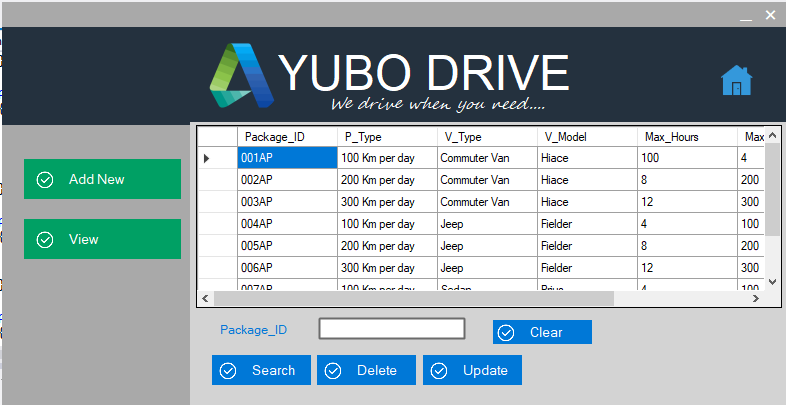 YUBO DRIVE
We drive when you need....
Add New
View
Package_ID P_Type V_Type V_Model Max_Hours Max
001AP 100 Km per day Commuter Van Hiace 100 4
002AP 200 Km per day Commuter Van Hiace 8 200
003AP 300 Km per day Commuter Van Hiace 12 300
004AP 100 Km per day Jeep Fielder 4 100
005AP 200 Km per day Jeep Fielder 8 200
006AP 300 Km per day Jeep Fielder 12 300
007AP 100 Km per day Sedan Prius 4 100
Package_ID
Clear
Search Delete Update